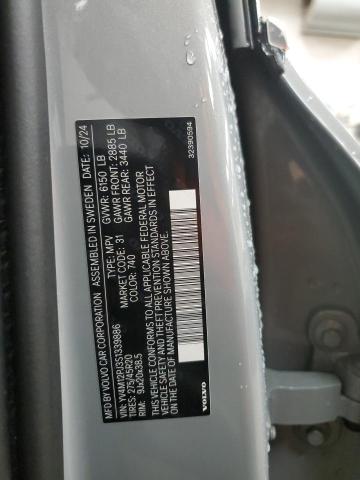 MFD BY: VOLVO CAR CORPORATION ASSEMBLED IN SWEDEN DATE: 10/24
GVWR: 6150 LB
GAWR FRONT: 2885 LB
GAWR REAR: 3440 LB
TYPE: MPV
MARKET CODE: 31
COLOR: 740
VIN: YV4M12PJ3S1339886
TIRES: 275/45R20
RIM: 9Jx20x38.5
THIS VEHICLE CONFORMS TO ALL APPLICABLE FEDERAL MOTOR
VEHICLE SAFETY AND THEFT PREVENTION STANDARDS IN EFFECT
ON THE DATE OF MANUFACTURE SHOWN ABOVE.
VOLVO
32390594